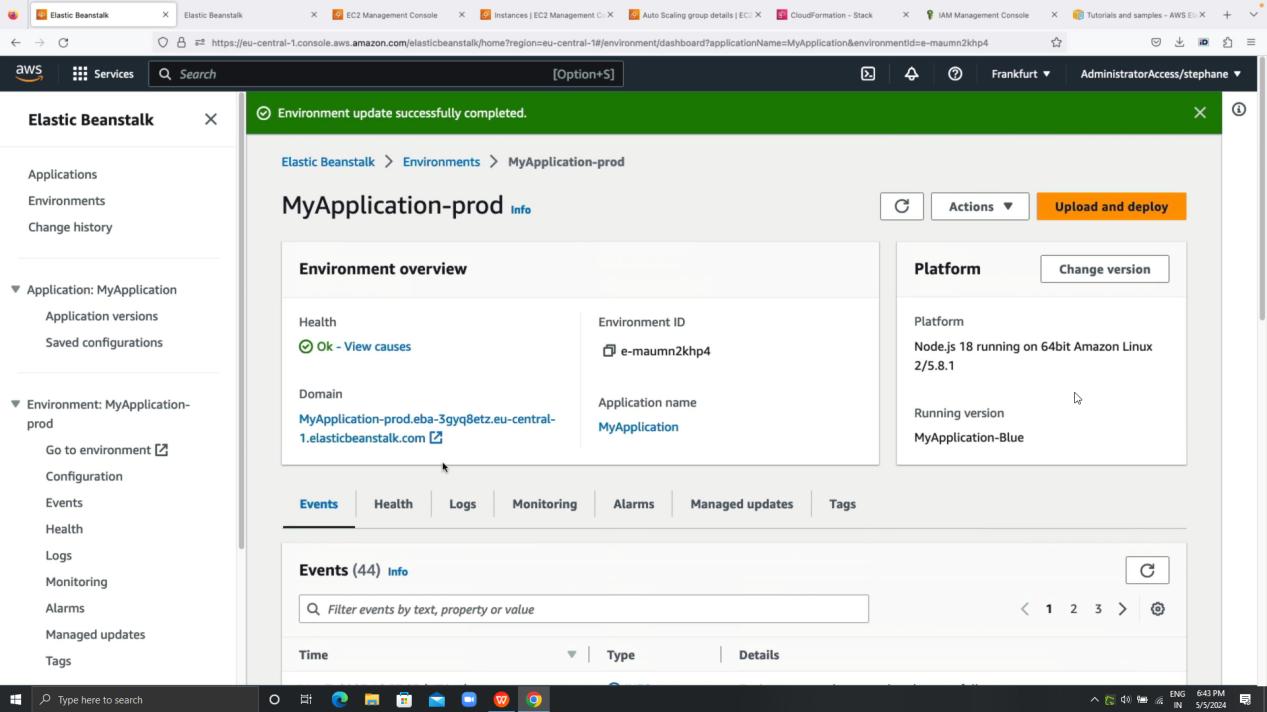 Elastic Beanstalk
Elastic Beanstalk
EC2 Management Console
Instances | EC2 Management Co
Auto Scaling group details | EC2
CloudFormation - Stack
IAM Management Console
Tutorials and samples - AWS El
https://eu-central-1.console.aws.amazon.com/elasticbeanstalk/home?region=eu-central-1#/environment/dashboard?applicationName=MyApplication&environmentId=e-maumn2khp4
aws
Services
Search
[Option+S]
Frankfurt
AdministratorAccess/stephane
Elastic Beanstalk
Applications
Environments
Change history
Application: MyApplication
Application versions
Saved configurations
Environment: MyApplication-
prod
Go to environment
Configuration
Events
Health
Logs
Monitoring
Alarms
Managed updates
Tags
Environment update successfully completed.
Elastic Beanstalk
Environments
MyApplication-prod
MyApplication-prod Info
Actions
Upload and deploy
Environment overview
Health
Ok - View causes
Domain
MyApplication-prod.eba-3gyq8etz.eu-central-
1.elasticbeanstalk.com
Environment ID
e-maumn2khp4
Application name
MyApplication
Platform
Change version
Platform
Node.js 18 running on 64bit Amazon Linux
2/5.8.1
Running version
MyApplication-Blue
Events
Health
Logs
Monitoring
Alarms
Managed updates
Tags
Events (44) Info
Filter events by text, property or value
1 2 3
Time
Type
Details
Type here to search
ENG
IN
6:43 PM
5/5/2024